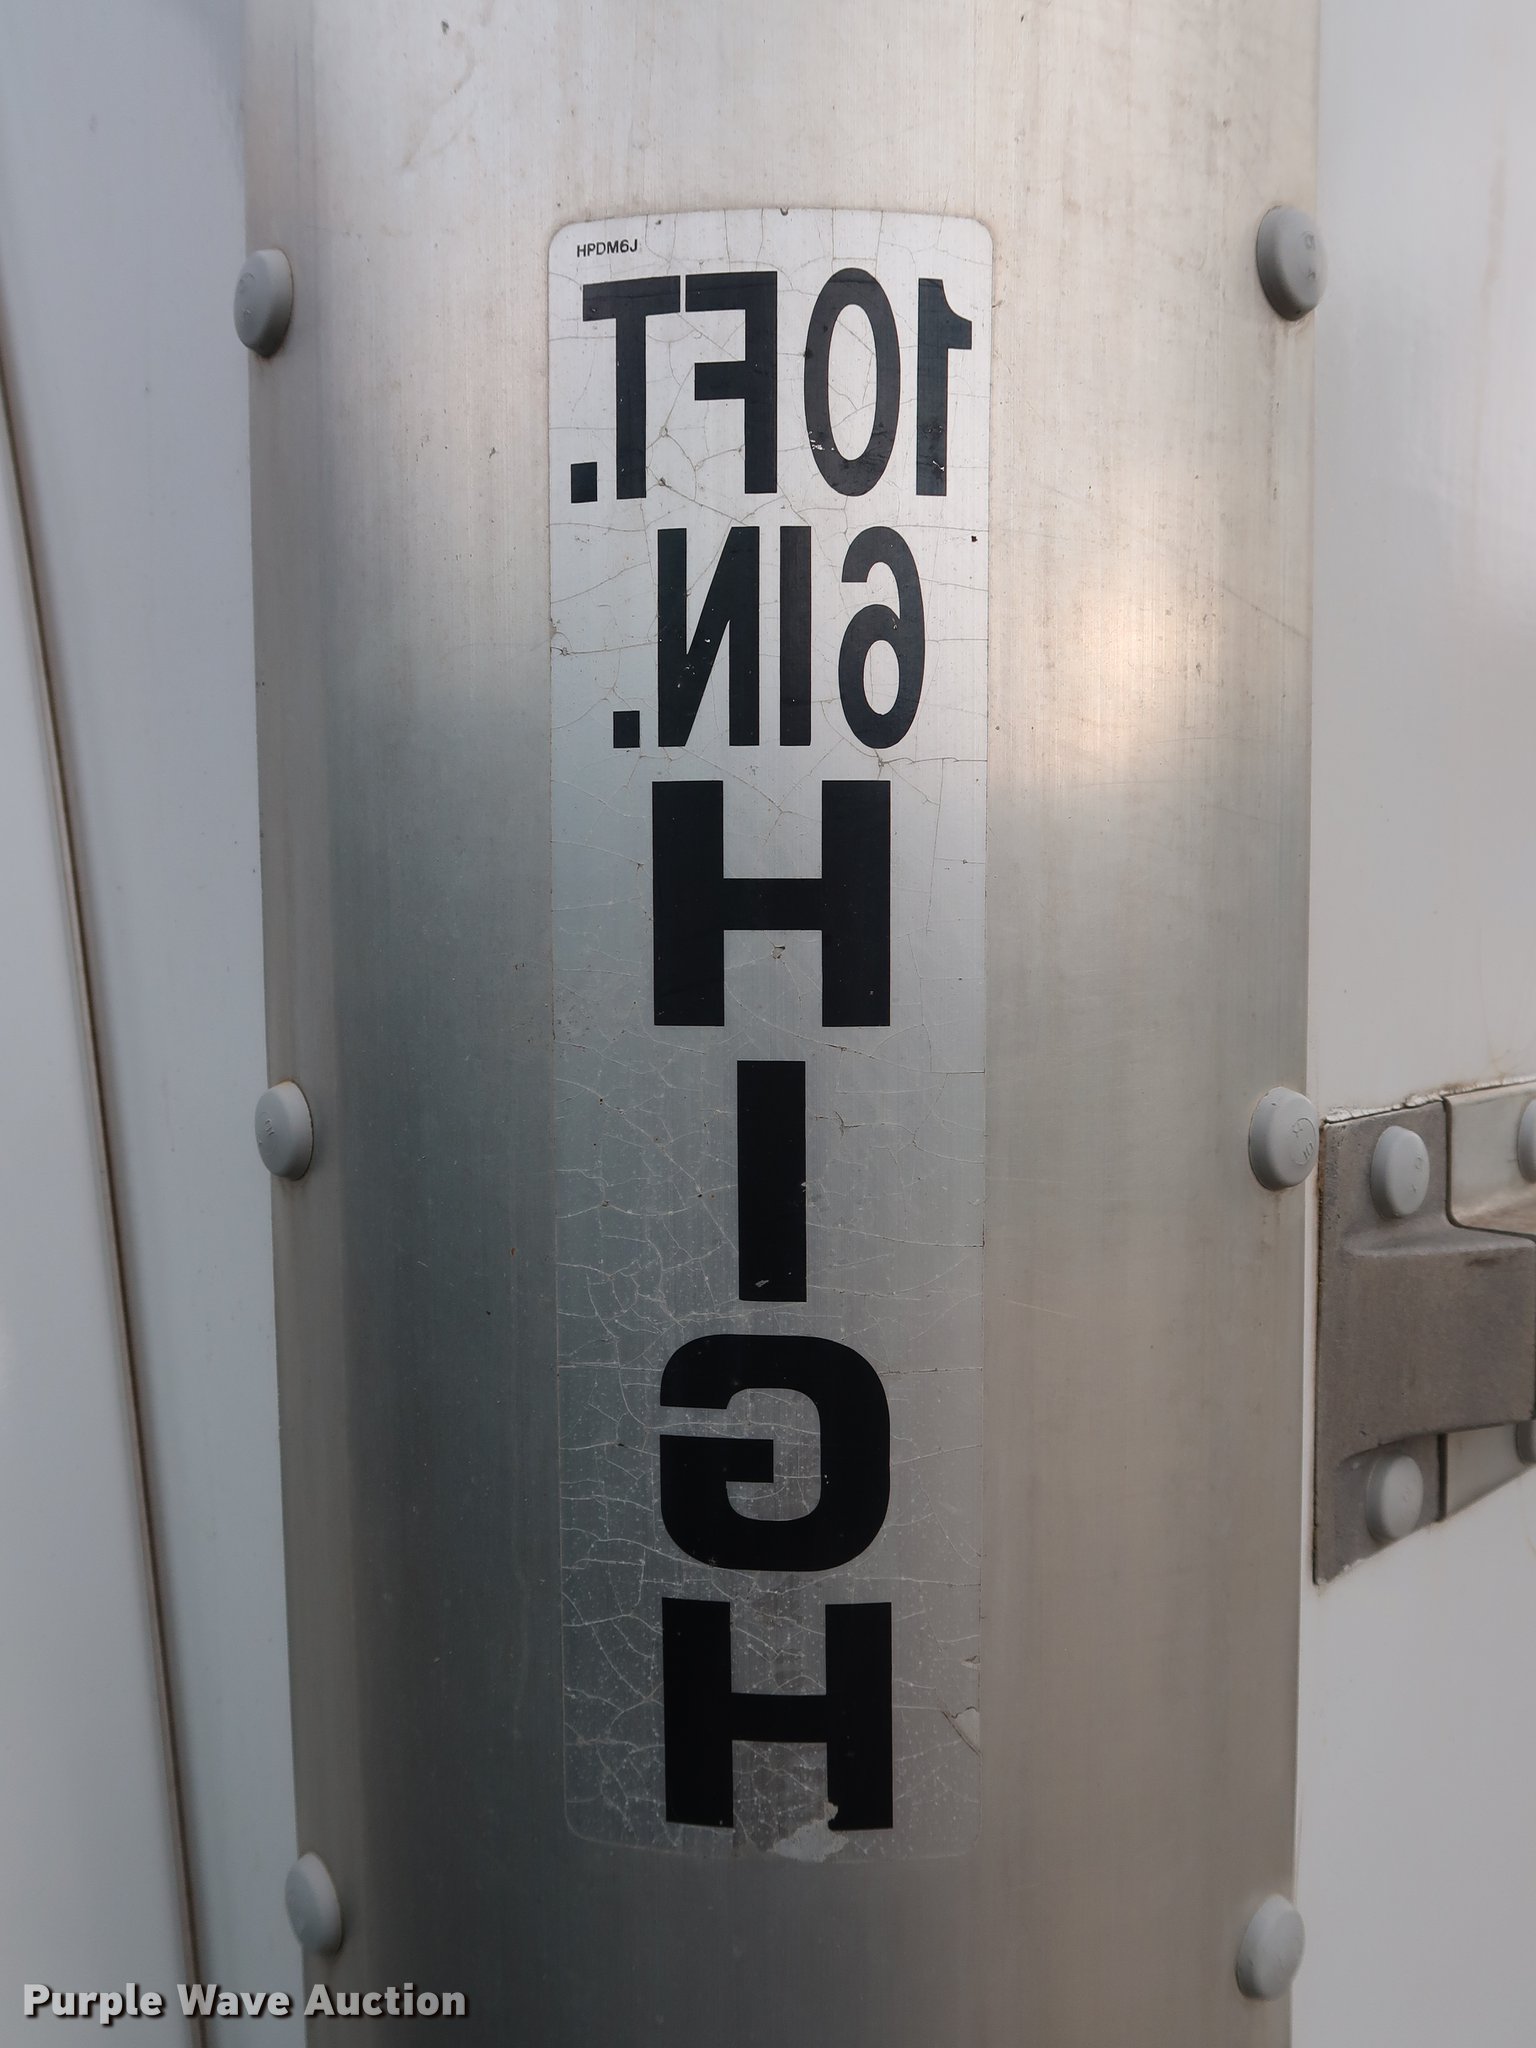 HPDM6J
10FT.
6IN.
H
I
G
H
Purple Wave Auction